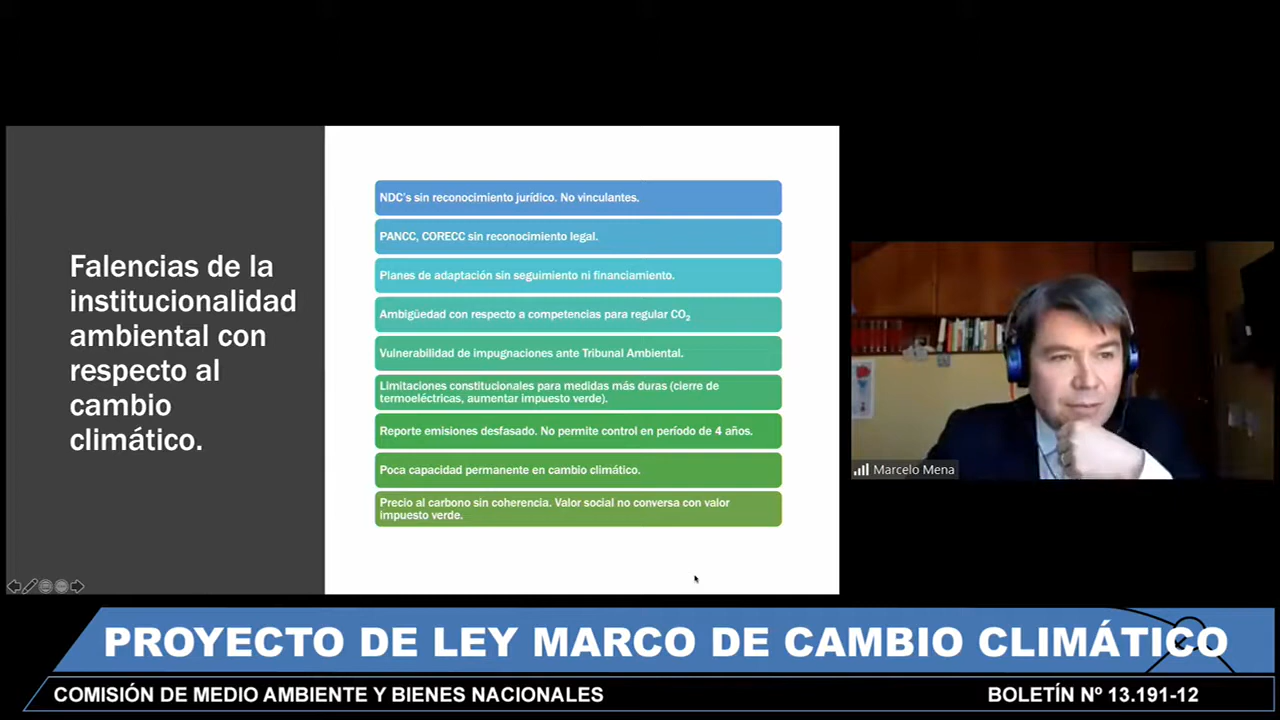 Falencias de la
institucionalidad
ambiental con
respecto al
cambio
climático.
NDC's sin reconocimiento jurídico. No vinculantes.
PANCC, CORECC sin reconocimiento legal.
Planes de adaptación sin seguimiento ni financiamiento.
Ambigüedad con respecto a competencias para regular CO₂
Vulnerabilidad de impugnaciones ante Tribunal Ambiental.
Limitaciones constitucionales para medidas más duras (cierre de
termoeléctricas, aumentar impuesto verde).
Reporte emisiones desfasado. No permite control en período de 4 años.
Poca capacidad permanente en cambio climático.
Precio al carbono sin coherencia. Valor social no conversa con valor
impuesto verde.
Marcelo Mena
PROYECTO DE LEY MARCO DE CAMBIO CLIMÁTICO
COMISIÓN DE MEDIO AMBIENTE Y BIENES NACIONALES
BOLETÍN Nº 13.191-12